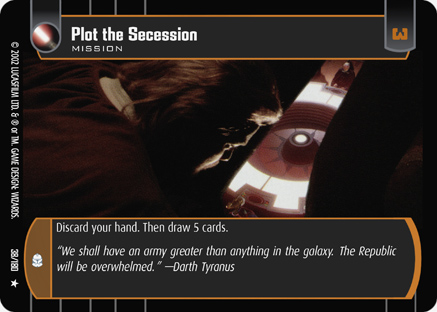 Plot the Secession
MISSION
3
Discard your hand. Then draw 5 cards.
“We shall have an army greater than anything in the galaxy. The Republic
will be overwhelmed.” —Darth Tyranus
© 2002 LUCASFILM LTD. & ® or TM. GAME DESIGN: WIZARDS.
38/180 ★